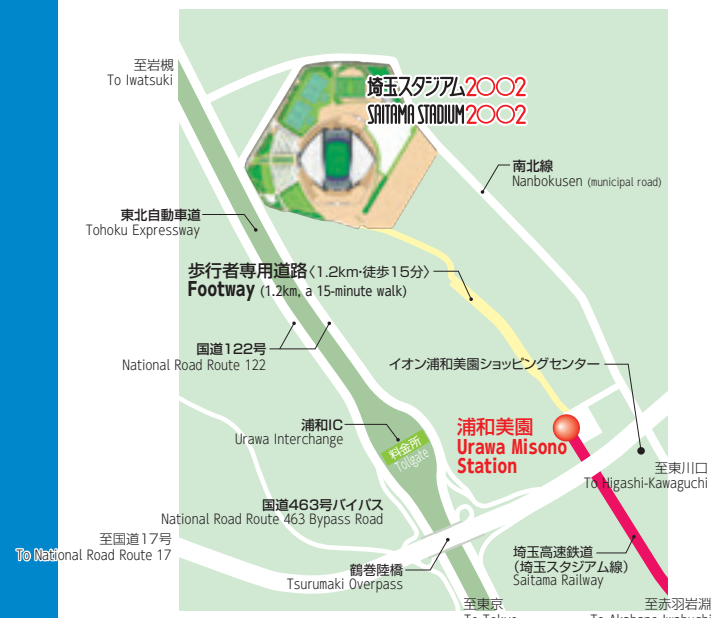 至岩槻
To Iwatsuki
埼玉スタジアム2002
SAITAMA STADIUM2002
南北線
Nanbokusen (municipal road)
東北自動車道
Tohoku Expressway
歩行者専用道路〈1.2km・徒歩15分〉
Footway (1.2km, a 15-minute walk)
国道122号
National Road Route 122
イオン浦和美園ショッピングセンター
浦和IC
Urawa Interchange
料金所
Tollgate
浦和美園
Urawa Misono
Station
至東川口
To Higashi-Kawaguchi
国道463号バイパス
National Road Route 463 Bypass Road
至国道17号
To National Road Route 17
鶴巻陸橋
Tsurumaki Overpass
埼玉高速鉄道
(埼玉スタジアム線)
Saitama Railway
至東京
To Tokyo
至赤羽岩淵
To Akabane Iwabuchi